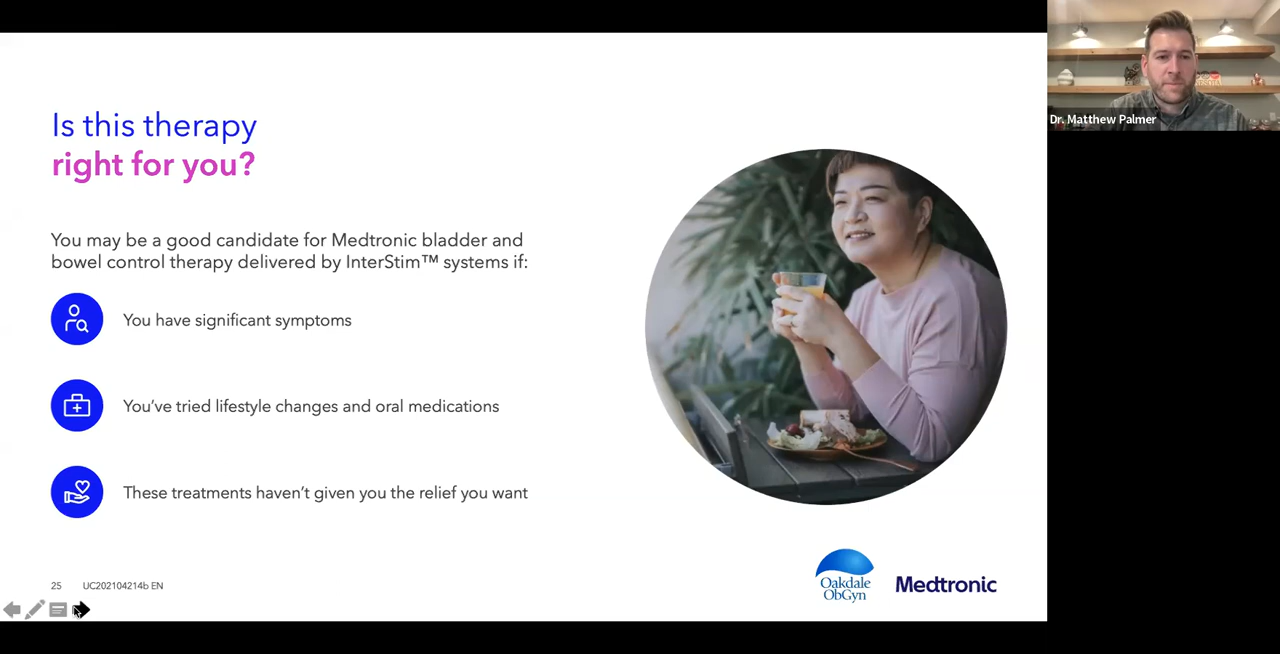 Is this therapy
right for you?
You may be a good candidate for Medtronic bladder and
bowel control therapy delivered by InterStim™ systems if:
You have significant symptoms
You've tried lifestyle changes and oral medications
These treatments haven't given you the relief you want
25 UC202104214b EN
Oakdale
ObGyn
Medtronic
Dr. Matthew Palmer